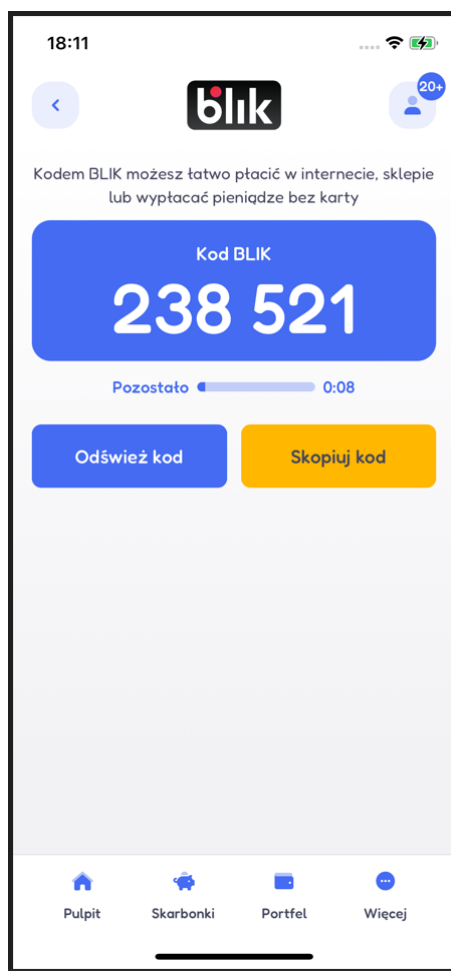 18:11
blik
20+
Kodem BLIK możesz łatwo płacić w internecie, sklepie
lub wypłacać pieniądze bez karty
Kod BLIK
238 521
Pozostało 0:08
Odśwież kod Skopiuj kod
Pulpit Skarbonki Portfel Więcej